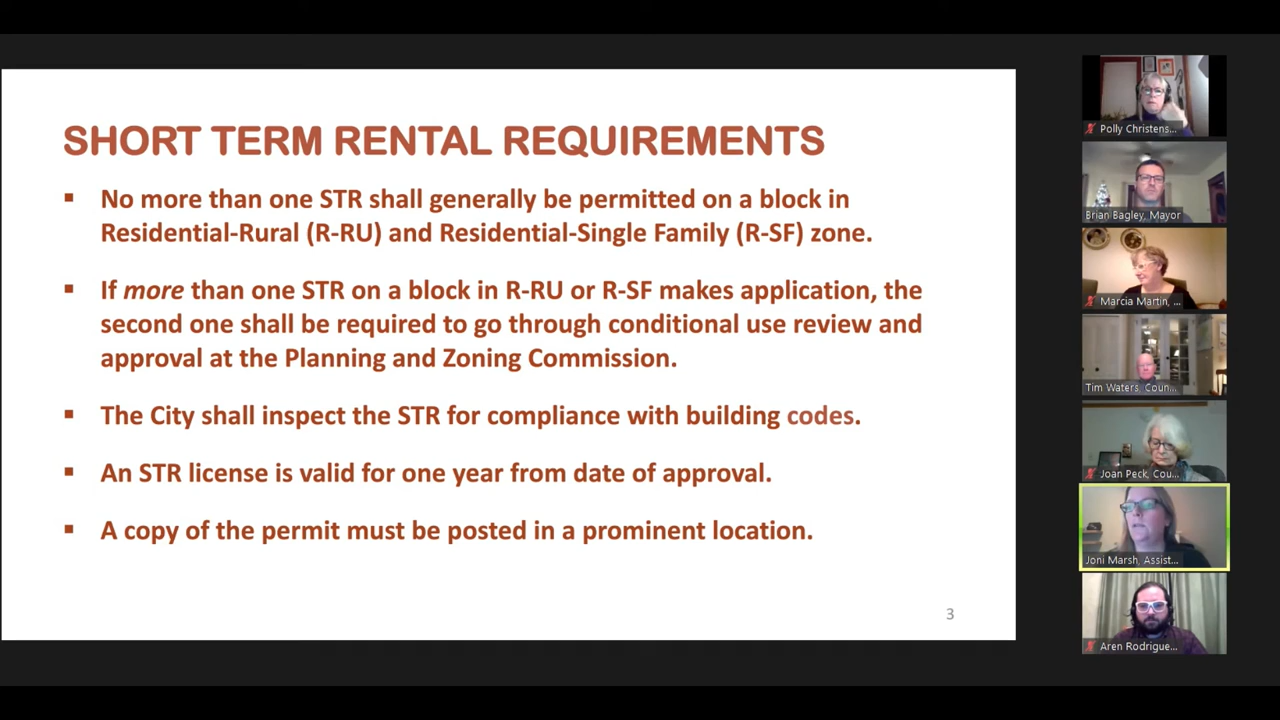 SHORT TERM RENTAL REQUIREMENTS
▪ No more than one STR shall generally be permitted on a block in
Residential-Rural (R-RU) and Residential-Single Family (R-SF) zone.
▪ If more than one STR on a block in R-RU or R-SF makes application, the
second one shall be required to go through conditional use review and
approval at the Planning and Zoning Commission.
▪ The City shall inspect the STR for compliance with building codes.
▪ An STR license is valid for one year from date of approval.
▪ A copy of the permit must be posted in a prominent location.
3
Polly Christens...
Brian Bagley, Mayor
Marcia Martin, ...
Tim Waters, Coun...
Joan Peck, Cou...
Joni Marsh, Assist...
Aren Rodrigue...